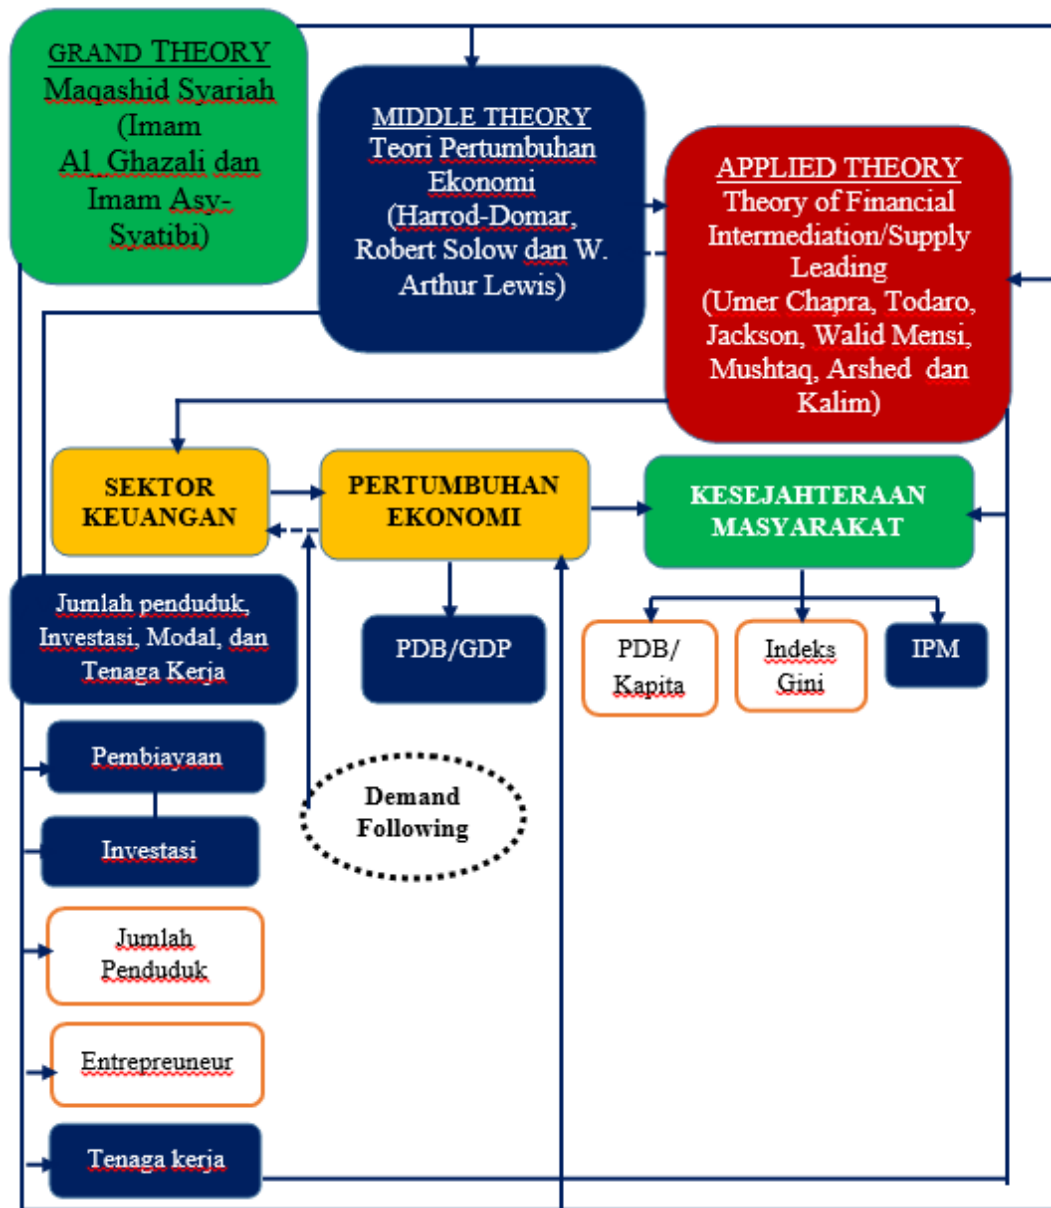 GRAND THEORY
Maqashid Syariah
(Imam
Al_Ghazali dan
Imam Asy-
Syatibi)
MIDDLE THEORY
Teori Pertumbuhan
Ekonomi
(Harrod-Domar,
Robert Solow dan W.
Arthur Lewis)
APPLIED THEORY
Theory of Financial
Intermediation/Supply
Leading
(Umer Chapra, Todaro,
Jackson, Walid Mensi,
Mushtaq, Arshed dan
Kalim)
SEKTOR
KEUANGAN
PERTUMBUHAN
EKONOMI
KESEJAHTERAAN
MASYARAKAT
Jumlah penduduk,
Investasi, Modal, dan
Tenaga Kerja
PDB/GDP
PDB/
Kapita
Indeks
Gini
IPM
Pembiayaan
Investasi
Demand
Following
Jumlah
Penduduk
Entrepreuneur
Tenaga kerja